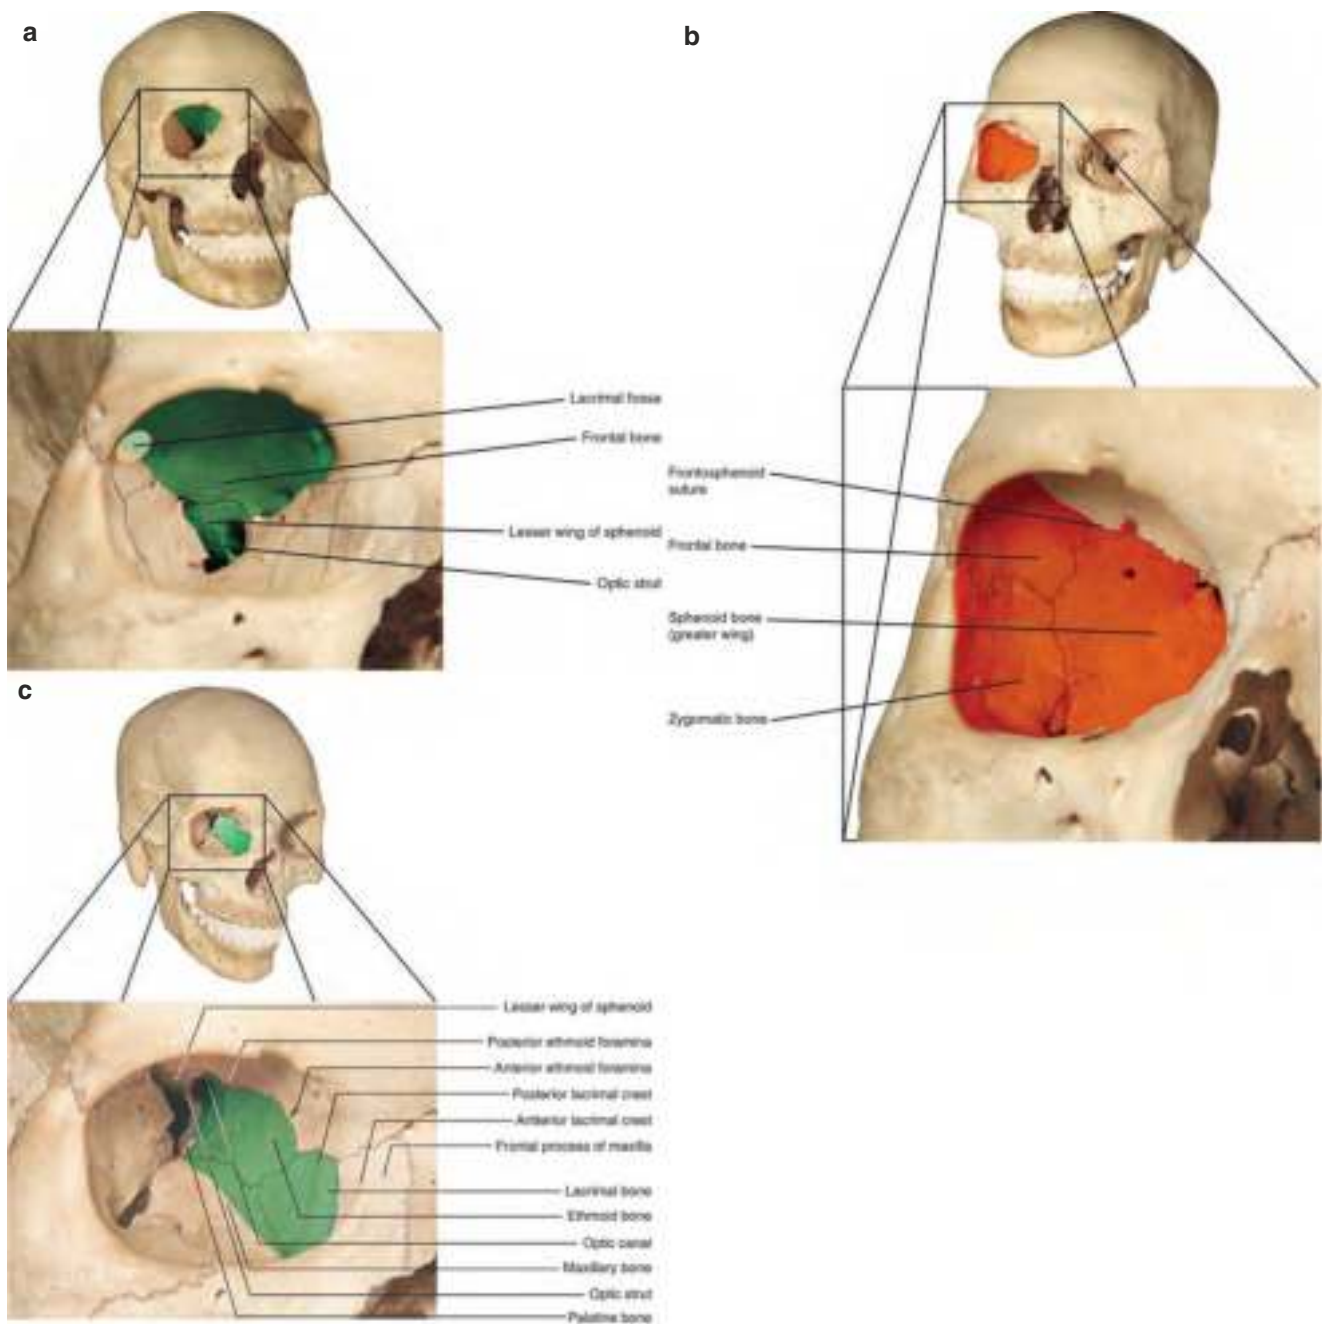 a
Lacrimal fossa
Frontal bone
Lesser wing of sphenoid
Optic strut
b
Frontosphenoid
suture
Frontal bone
Sphenoid bone
(greater wing)
Zygomatic bone
c
Lesser wing of sphenoid
Posterior ethmoid foramina
Anterior ethmoid foramina
Posterior lacrimal crest
Anterior lacrimal crest
Frontal process of maxilla
Lacrimal bone
Ethmoid bone
Optic canal
Maxillary bone
Optic strut
Palatine bone